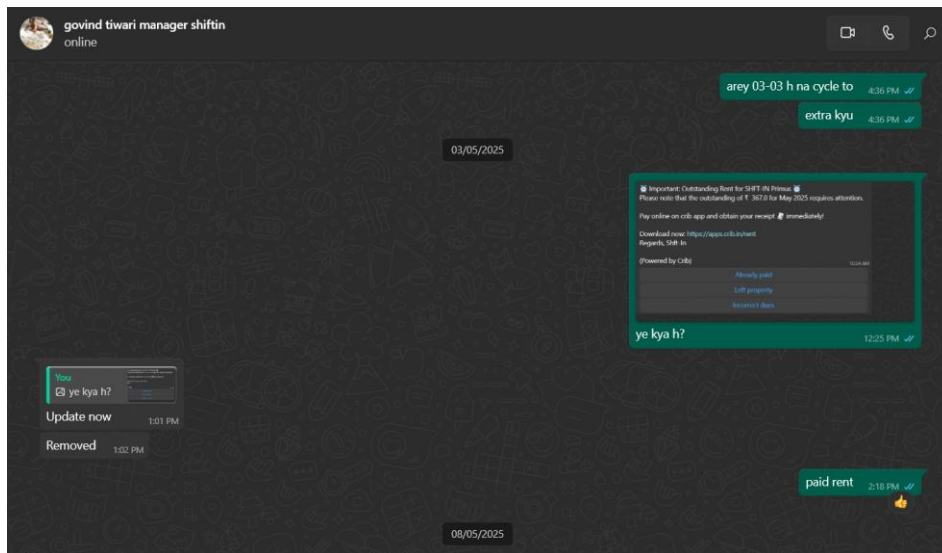 govind tiwari manager shiftin
online
arey 03-03 h na cycle to 4:36 PM
extra kyu 4:36 PM
03/05/2025
Important: Outstanding Rent for SHFT-IN Primus
Please note that the outstanding of ₹ 367.0 for May 2025 requires attention.
Pay online on crib app and obtain your receipt immediately!
Download now: https://apps.crib.in/rent
Regards, Shft-In
(Powered by Crib)
Already paid
Left property
Incorrect dues
ye kya h? 12:25 PM
You
ye kya h?
Update now 1:01 PM
Removed 1:02 PM
paid rent 2:18 PM
08/05/2025